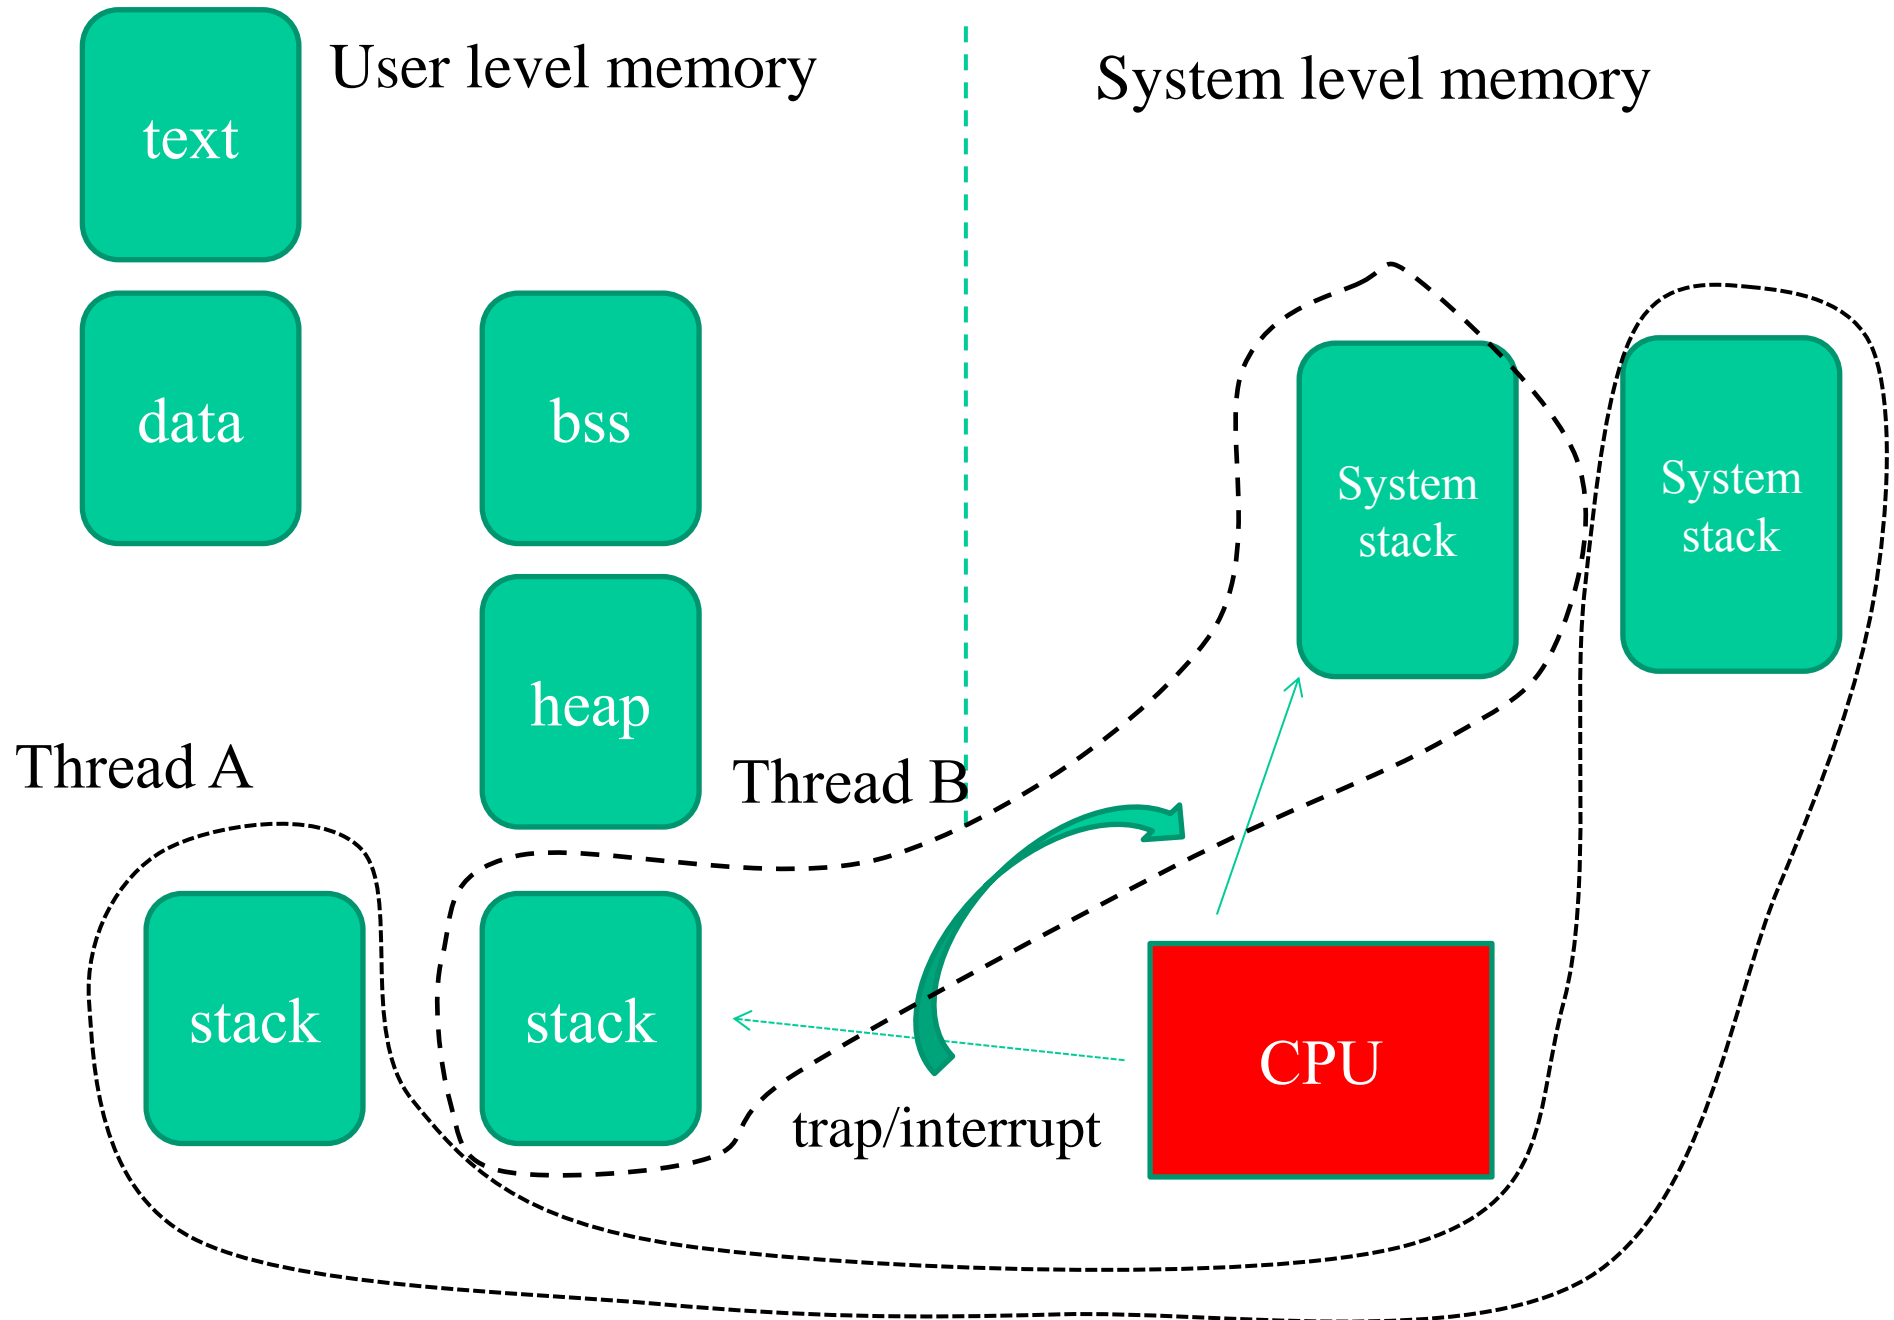 User level memory
System level memory
text
data
bss
System
stack
System
stack
heap
Thread A
Thread B
stack
stack
CPU
trap/interrupt